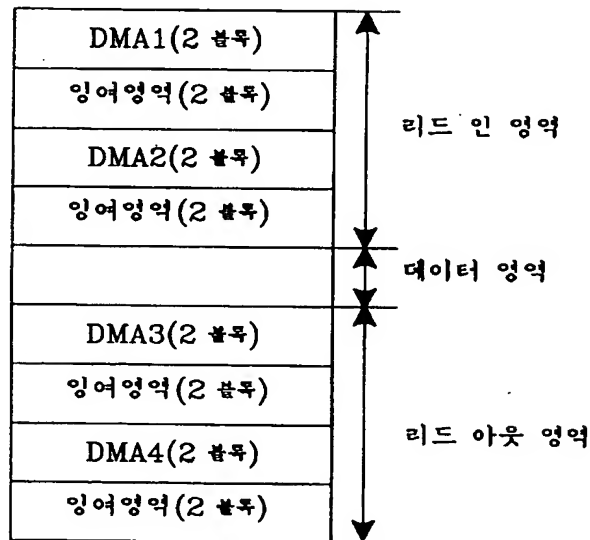 DMA1(2 블록)
잉여영역(2 블록)
리드 인 영역
DMA2(2 블록)
잉여영역(2 블록)
데이터 영역
DMA3(2 블록)
잉여영역(2 블록)
리드 아웃 영역
DMA4(2 블록)
잉여영역(2 블록)